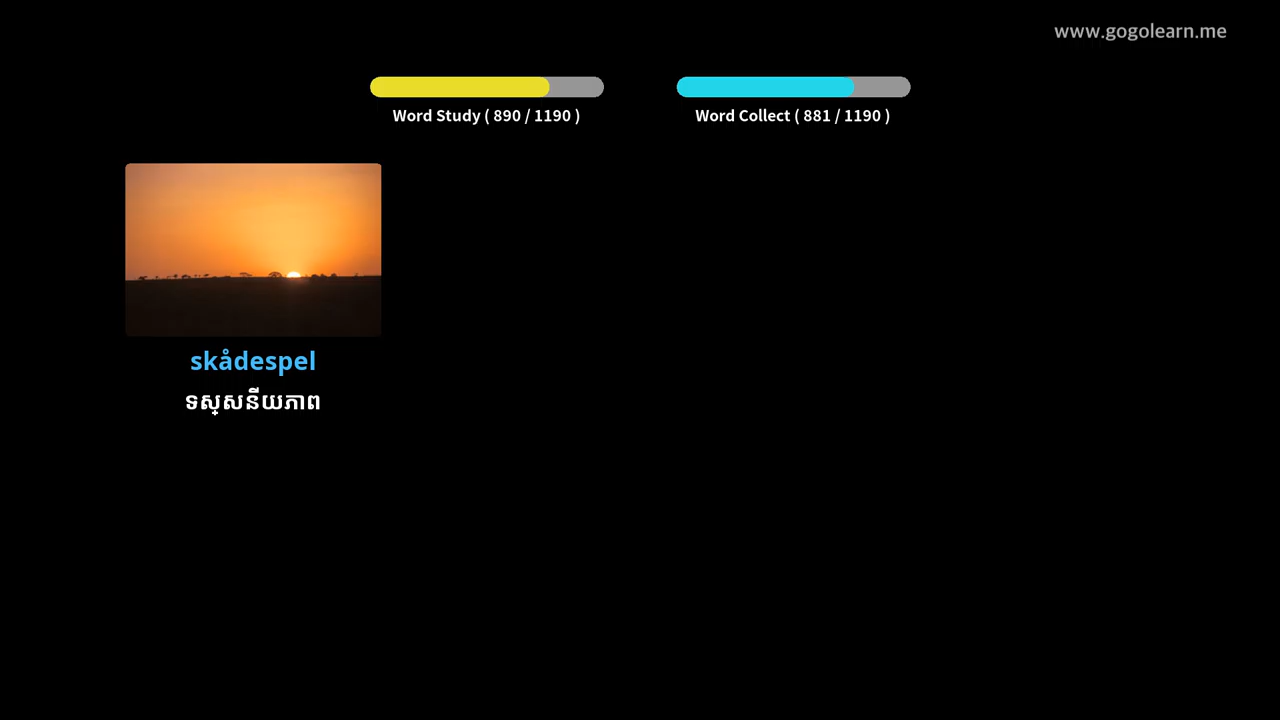 www.gogolearn.me
Word Study ( 890 / 1190 )
Word Collect ( 881 / 1190 )
skådespel
ទស្សនីយភាព